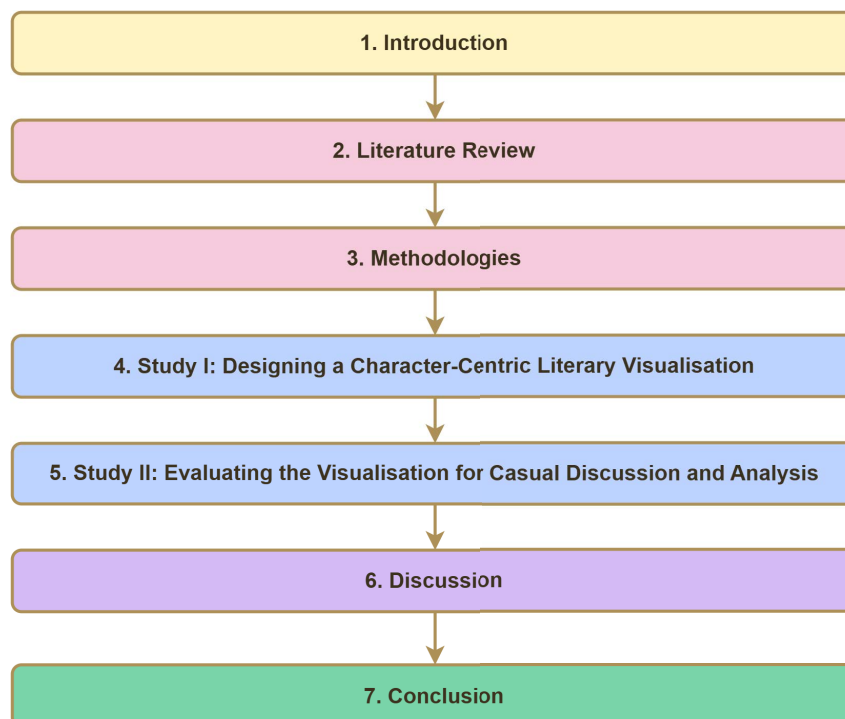 1. Introduction
2. Literature Review
3. Methodologies
4. Study I: Designing a Character-Centric Literary Visualisation
5. Study II: Evaluating the Visualisation for Casual Discussion and Analysis
6. Discussion
7. Conclusion